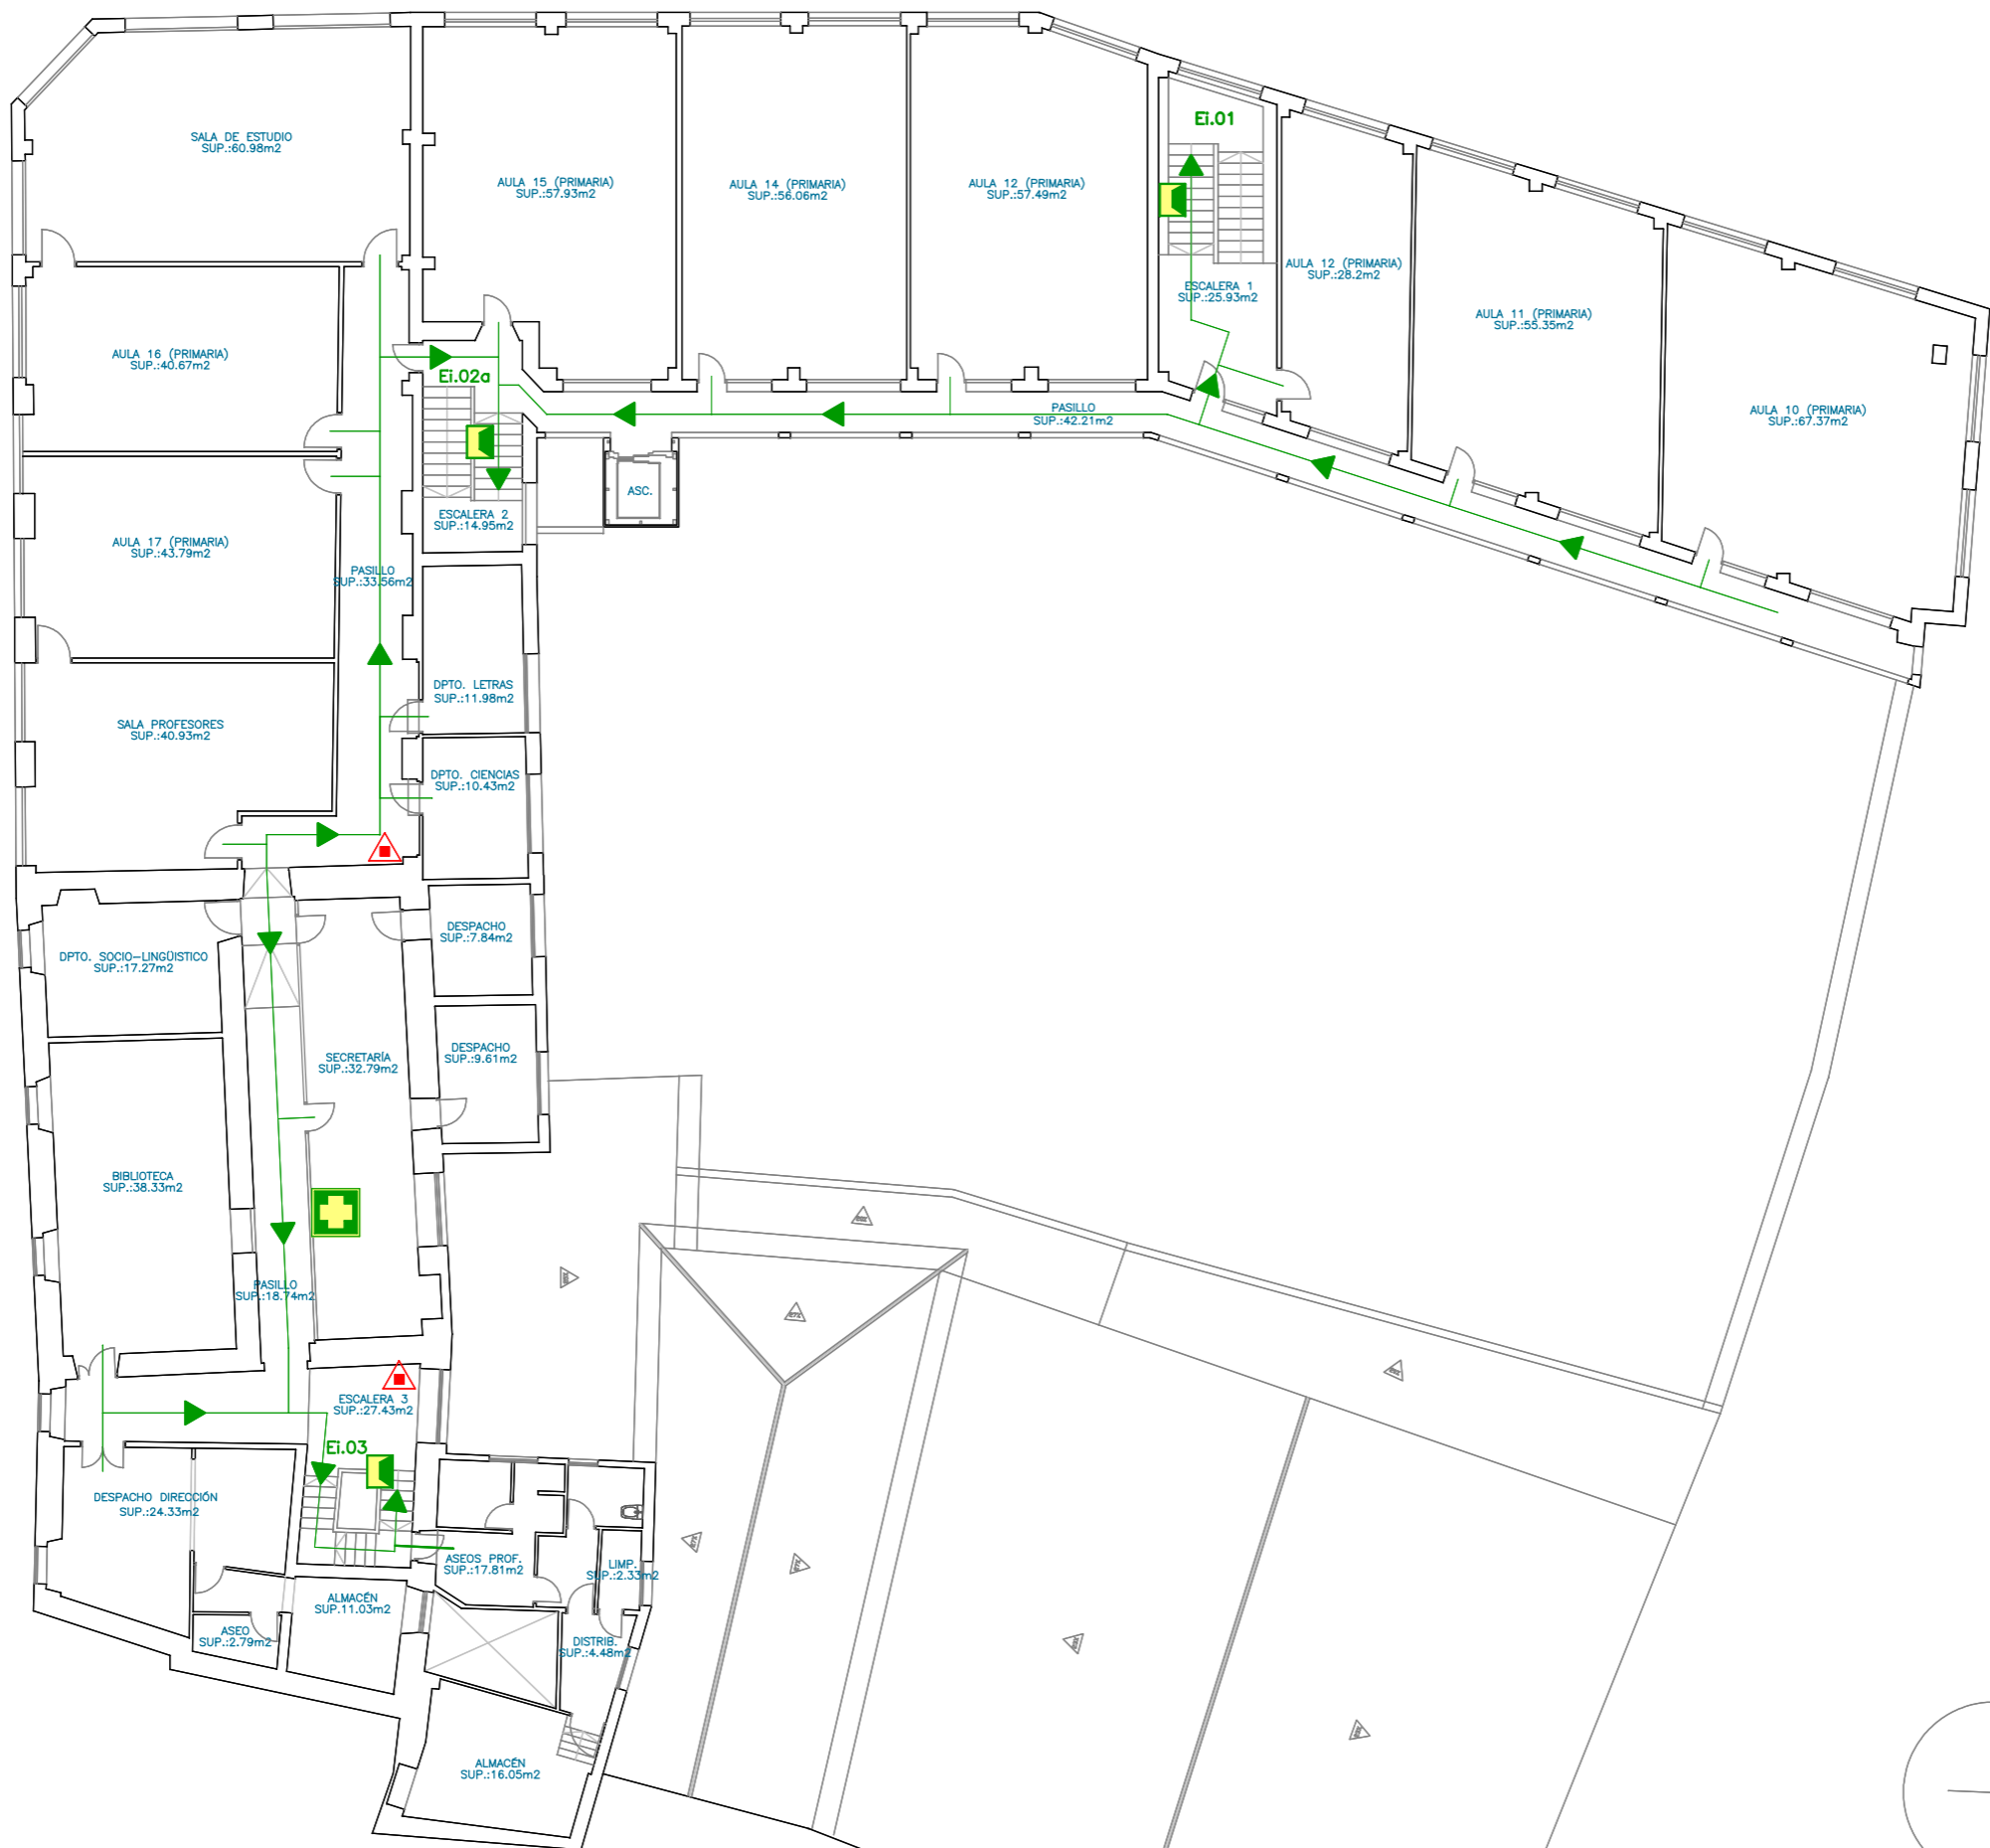 SALA DE ESTUDIO
SUP.:60.98m2
AULA 15 (PRIMARIA)
SUP.:57.93m2
AULA 14 (PRIMARIA)
SUP.:56.06m2
AULA 12 (PRIMARIA)
SUP.:57.49m2
Ei.01
ESCALERA 1
SUP.:25.93m2
AULA 12 (PRIMARIA)
SUP.:28.2m2
AULA 11 (PRIMARIA)
SUP.:55.35m2
AULA 10 (PRIMARIA)
SUP.:67.37m2
AULA 16 (PRIMARIA)
SUP.:40.67m2
Ei.02a
PASILLO
SUP.:42.21m2
ASC.
ESCALERA 2
SUP.:14.95m2
AULA 17 (PRIMARIA)
SUP.:43.79m2
PASILLO
SUP.:33.56m2
DPTO. LETRAS
SUP.:11.98m2
SALA PROFESORES
SUP.:40.93m2
DPTO. CIENCIAS
SUP.:10.43m2
DESPACHO
SUP.:7.84m2
DPTO. SOCIO-LINGÜISTICO
SUP.:17.27m2
DESPACHO
SUP.:9.61m2
SECRETARÍA
SUP.:32.79m2
BIBLIOTECA
SUP.:38.33m2
PASILLO
SUP.:18.74m2
ESCALERA 3
SUP.:27.43m2
Ei.03
DESPACHO DIRECCIÓN
SUP.:24.33m2
ASEOS PROF.
SUP.:17.81m2
LIMP.
SUP.:2.33m2
ALMACÉN
SUP.11.03m2
ASEO
SUP.:2.79m2
DISTRIB.
SUP.:4.48m2
ALMACÉN
SUP.:16.05m2